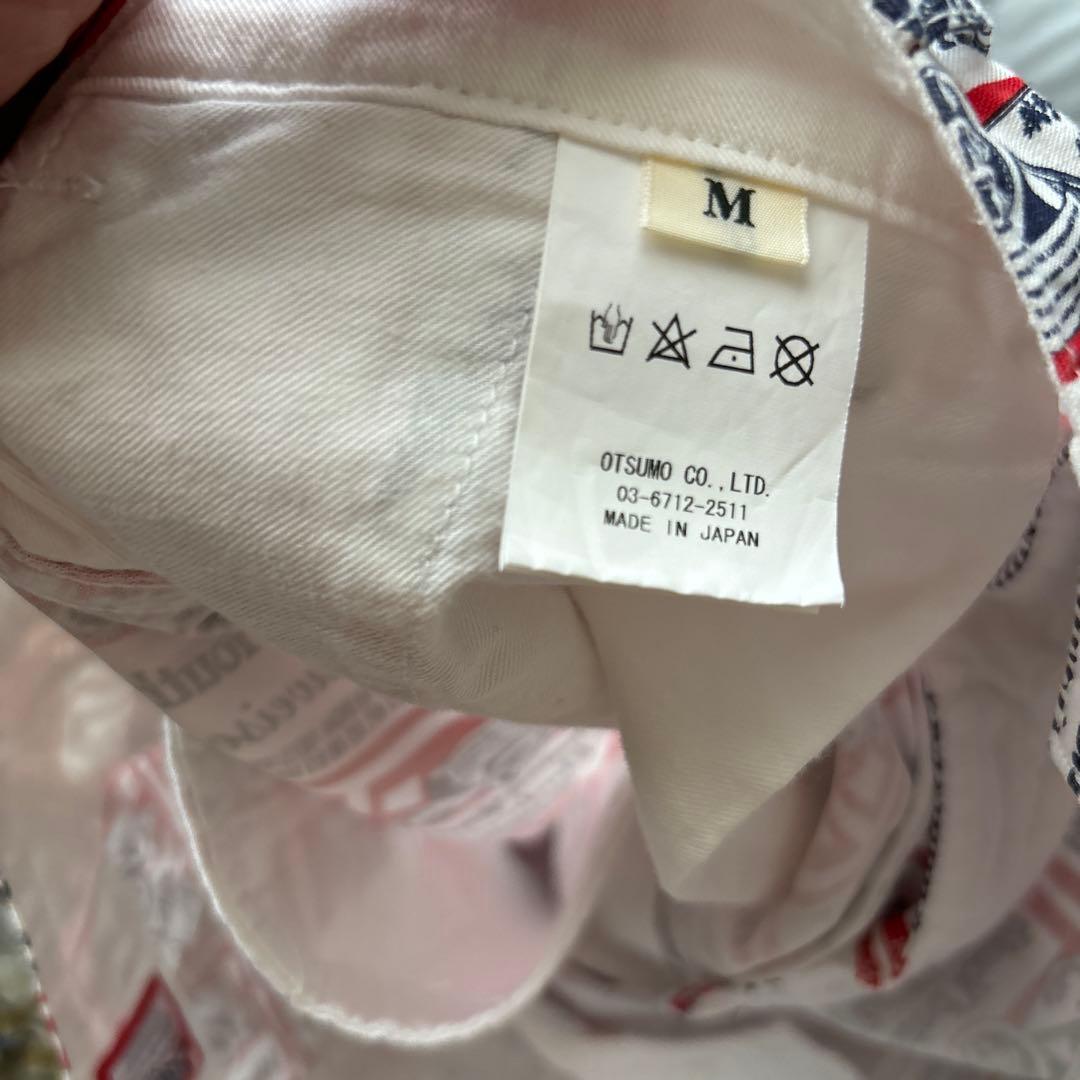 M
OTSUMO CO.,LTD.
03-6712-2511
MADE IN JAPAN